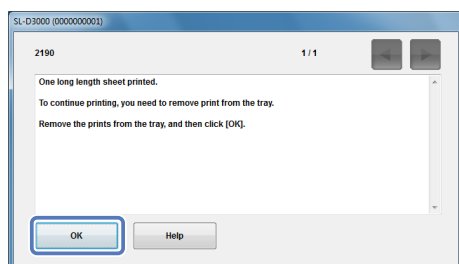 SL-D3000 (0000000001)
2190 1 / 1
One long length sheet printed.
To continue printing, you need to remove print from the tray.
Remove the prints from the tray, and then click [OK].
OK Help